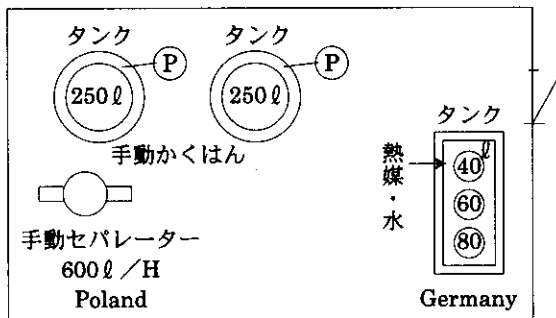 タンク
タンク
P
P
250ℓ
250ℓ
手動かくはん
手動セパレーター
600ℓ/H
Poland
タンク
熱媒・水
40ℓ
60
80
Germany